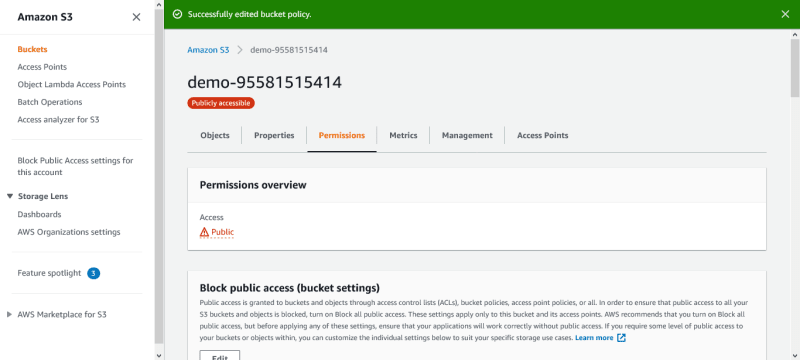 Amazon S3
Successfully edited bucket policy.
Buckets
Access Points
Object Lambda Access Points
Batch Operations
Access analyzer for S3
Block Public Access settings for
this account
Storage Lens
Dashboards
AWS Organizations settings
Feature spotlight 3
AWS Marketplace for S3
Amazon S3 > demo-95581515414
demo-95581515414
Publicly accessible
Objects Properties Permissions Metrics Management Access Points
Permissions overview
Access
Public
Block public access (bucket settings)
Public access is granted to buckets and objects through access control lists (ACLs), bucket policies, access point policies, or all. In order to ensure that public access to all your
S3 buckets and objects is blocked, turn on Block all public access. These settings apply only to this bucket and its access points. AWS recommends that you turn on Block all
public access, but before applying any of these settings, ensure that your applications will work correctly without public access. If you require some level of public access to
your buckets or objects within, you can customize the individual settings below to suit your specific storage use cases. Learn more
Edit